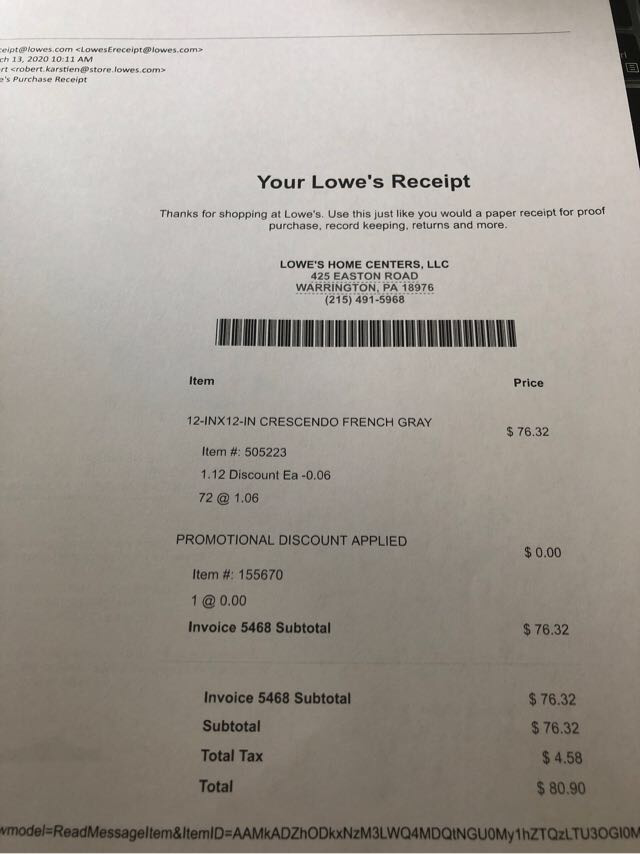 ceipt@lowes.com <LowesEreceipt@lowes.com>
ch 13, 2020 10:11 AM
rt <robert.karstien@store.lowes.com>
e's Purchase Receipt
Your Lowe's Receipt
Thanks for shopping at Lowe's. Use this just like you would a paper receipt for proof
purchase, record keeping, returns and more.
LOWE'S HOME CENTERS, LLC
425 EASTON ROAD
WARRINGTON, PA 18976
(215) 491-5968
Item Price
12-INX12-IN CRESCENDO FRENCH GRAY $ 76.32
Item #: 505223
1.12 Discount Ea -0.06
72 @ 1.06
PROMOTIONAL DISCOUNT APPLIED $ 0.00
Item #: 155670
1 @ 0.00
Invoice 5468 Subtotal $ 76.32
Invoice 5468 Subtotal $ 76.32
Subtotal $ 76.32
Total Tax $ 4.58
Total $ 80.90
wmodel=ReadMessageItem&ItemID=AAMkADZhODkxNzM3LWQ4MDQtNGU0My1hZTQzLTU3OGI0M